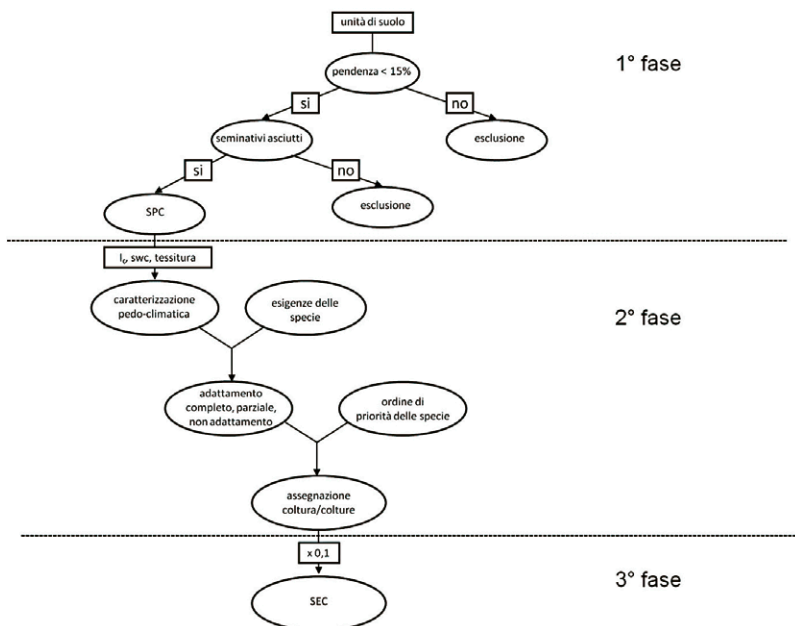 unità di suolo
1° fase
pendenza < 15%
si
no
seminativi asciutti
esclusione
si
no
SPC
esclusione
I, swc, tessitura
caratterizzazione
pedo-climatica
esigenze delle
specie
2° fase
adattamento
completo, parziale,
non adattamento
ordine di
priorità delle specie
assegnazione
coltura/colture
x 0,1
3° fase
SEC